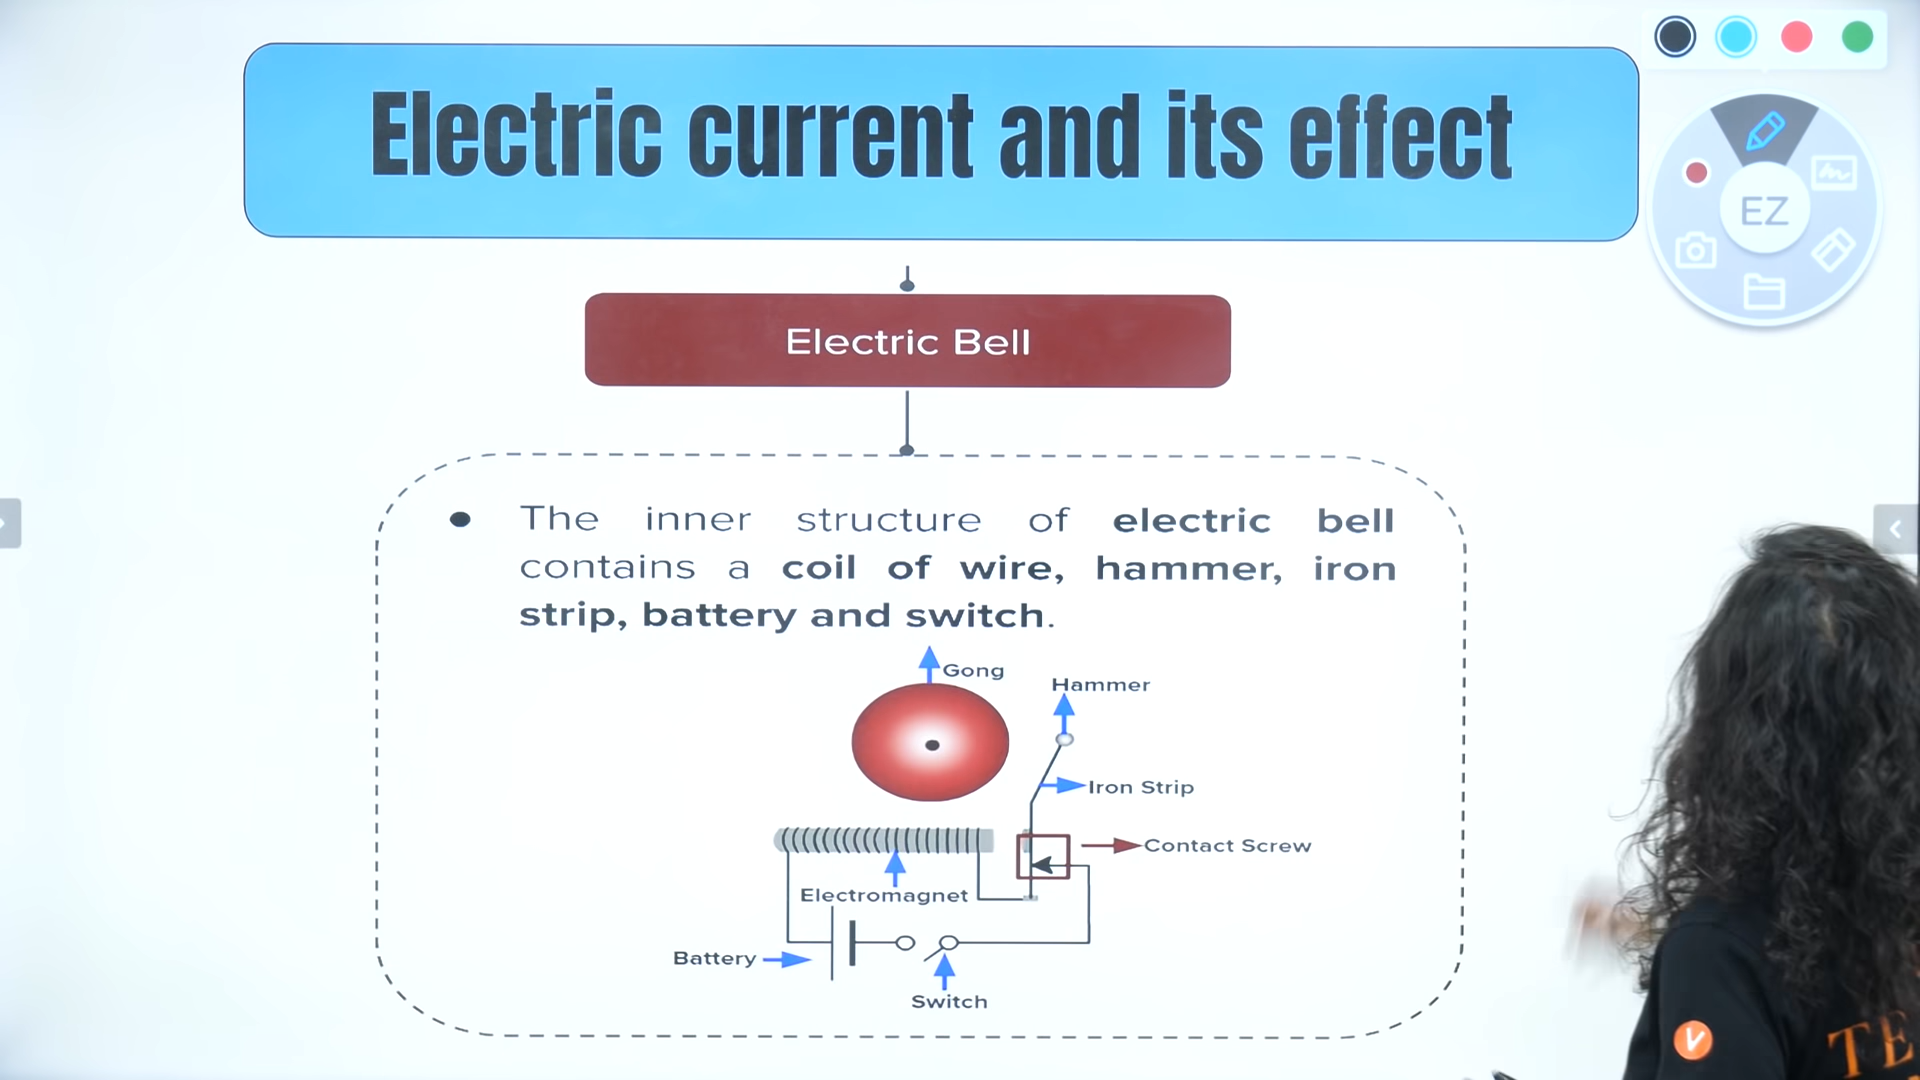 Electric current and its effect
EZ
Electric Bell
● The inner structure of electric bell
contains a coil of wire, hammer, iron
strip, battery and switch.
Gong
Hammer
Iron Strip
Contact Screw
Electromagnet
Battery
Switch
V
TE